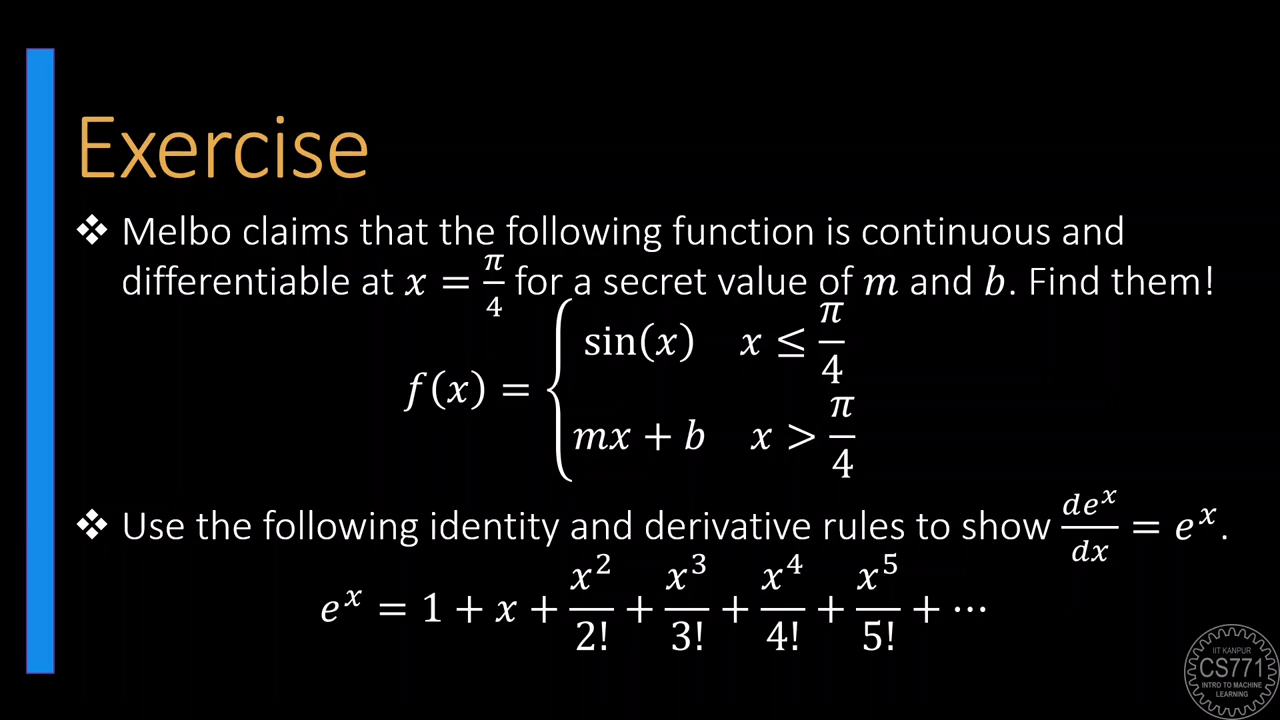 Exercise
❖ Melbo claims that the following function is continuous and
differentiable at x = π/4 for a secret value of m and b. Find them!
f(x) = { sin(x) x ≤ π/4
mx + b x > π/4
❖ Use the following identity and derivative rules to show de^x/dx = e^x.
e^x = 1 + x + x^2/2! + x^3/3! + x^4/4! + x^5/5! + ⋯
IIT KANPUR
CS771
INTRO TO MACHINE
LEARNING